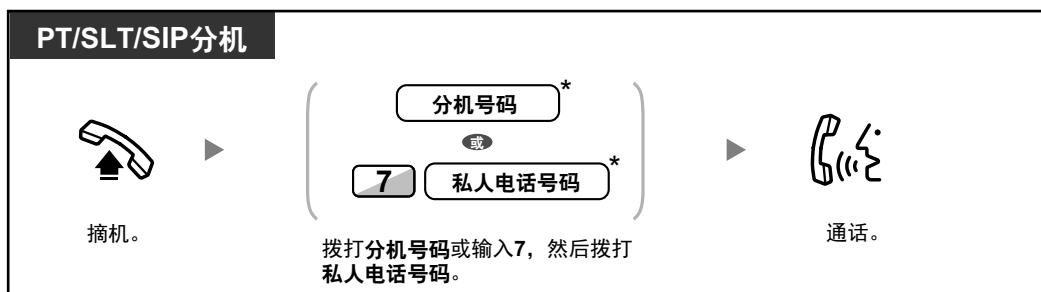 PT/SLT/SIP分机
分机号码*
或
7 私人电话号码*
摘机。
拨打分机号码或输入7，然后拨打
私人电话号码。
通话。